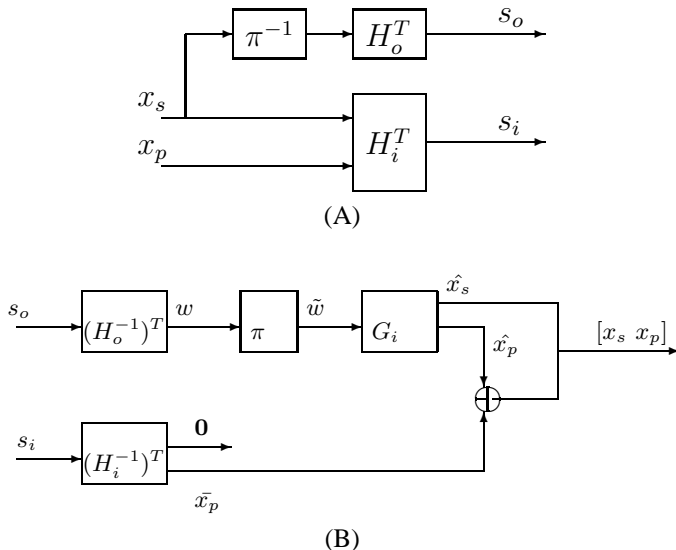 π⁻¹
H_o^T
s_o
x_s
x_p
H_i^T
s_i
(A)
s_o
(H_o⁻¹)^T
w
π
w̃
G_i
x̂_s
x̂_p
[x_s x_p]
s_i
(H_i⁻¹)^T
0
x̄_p
(B)